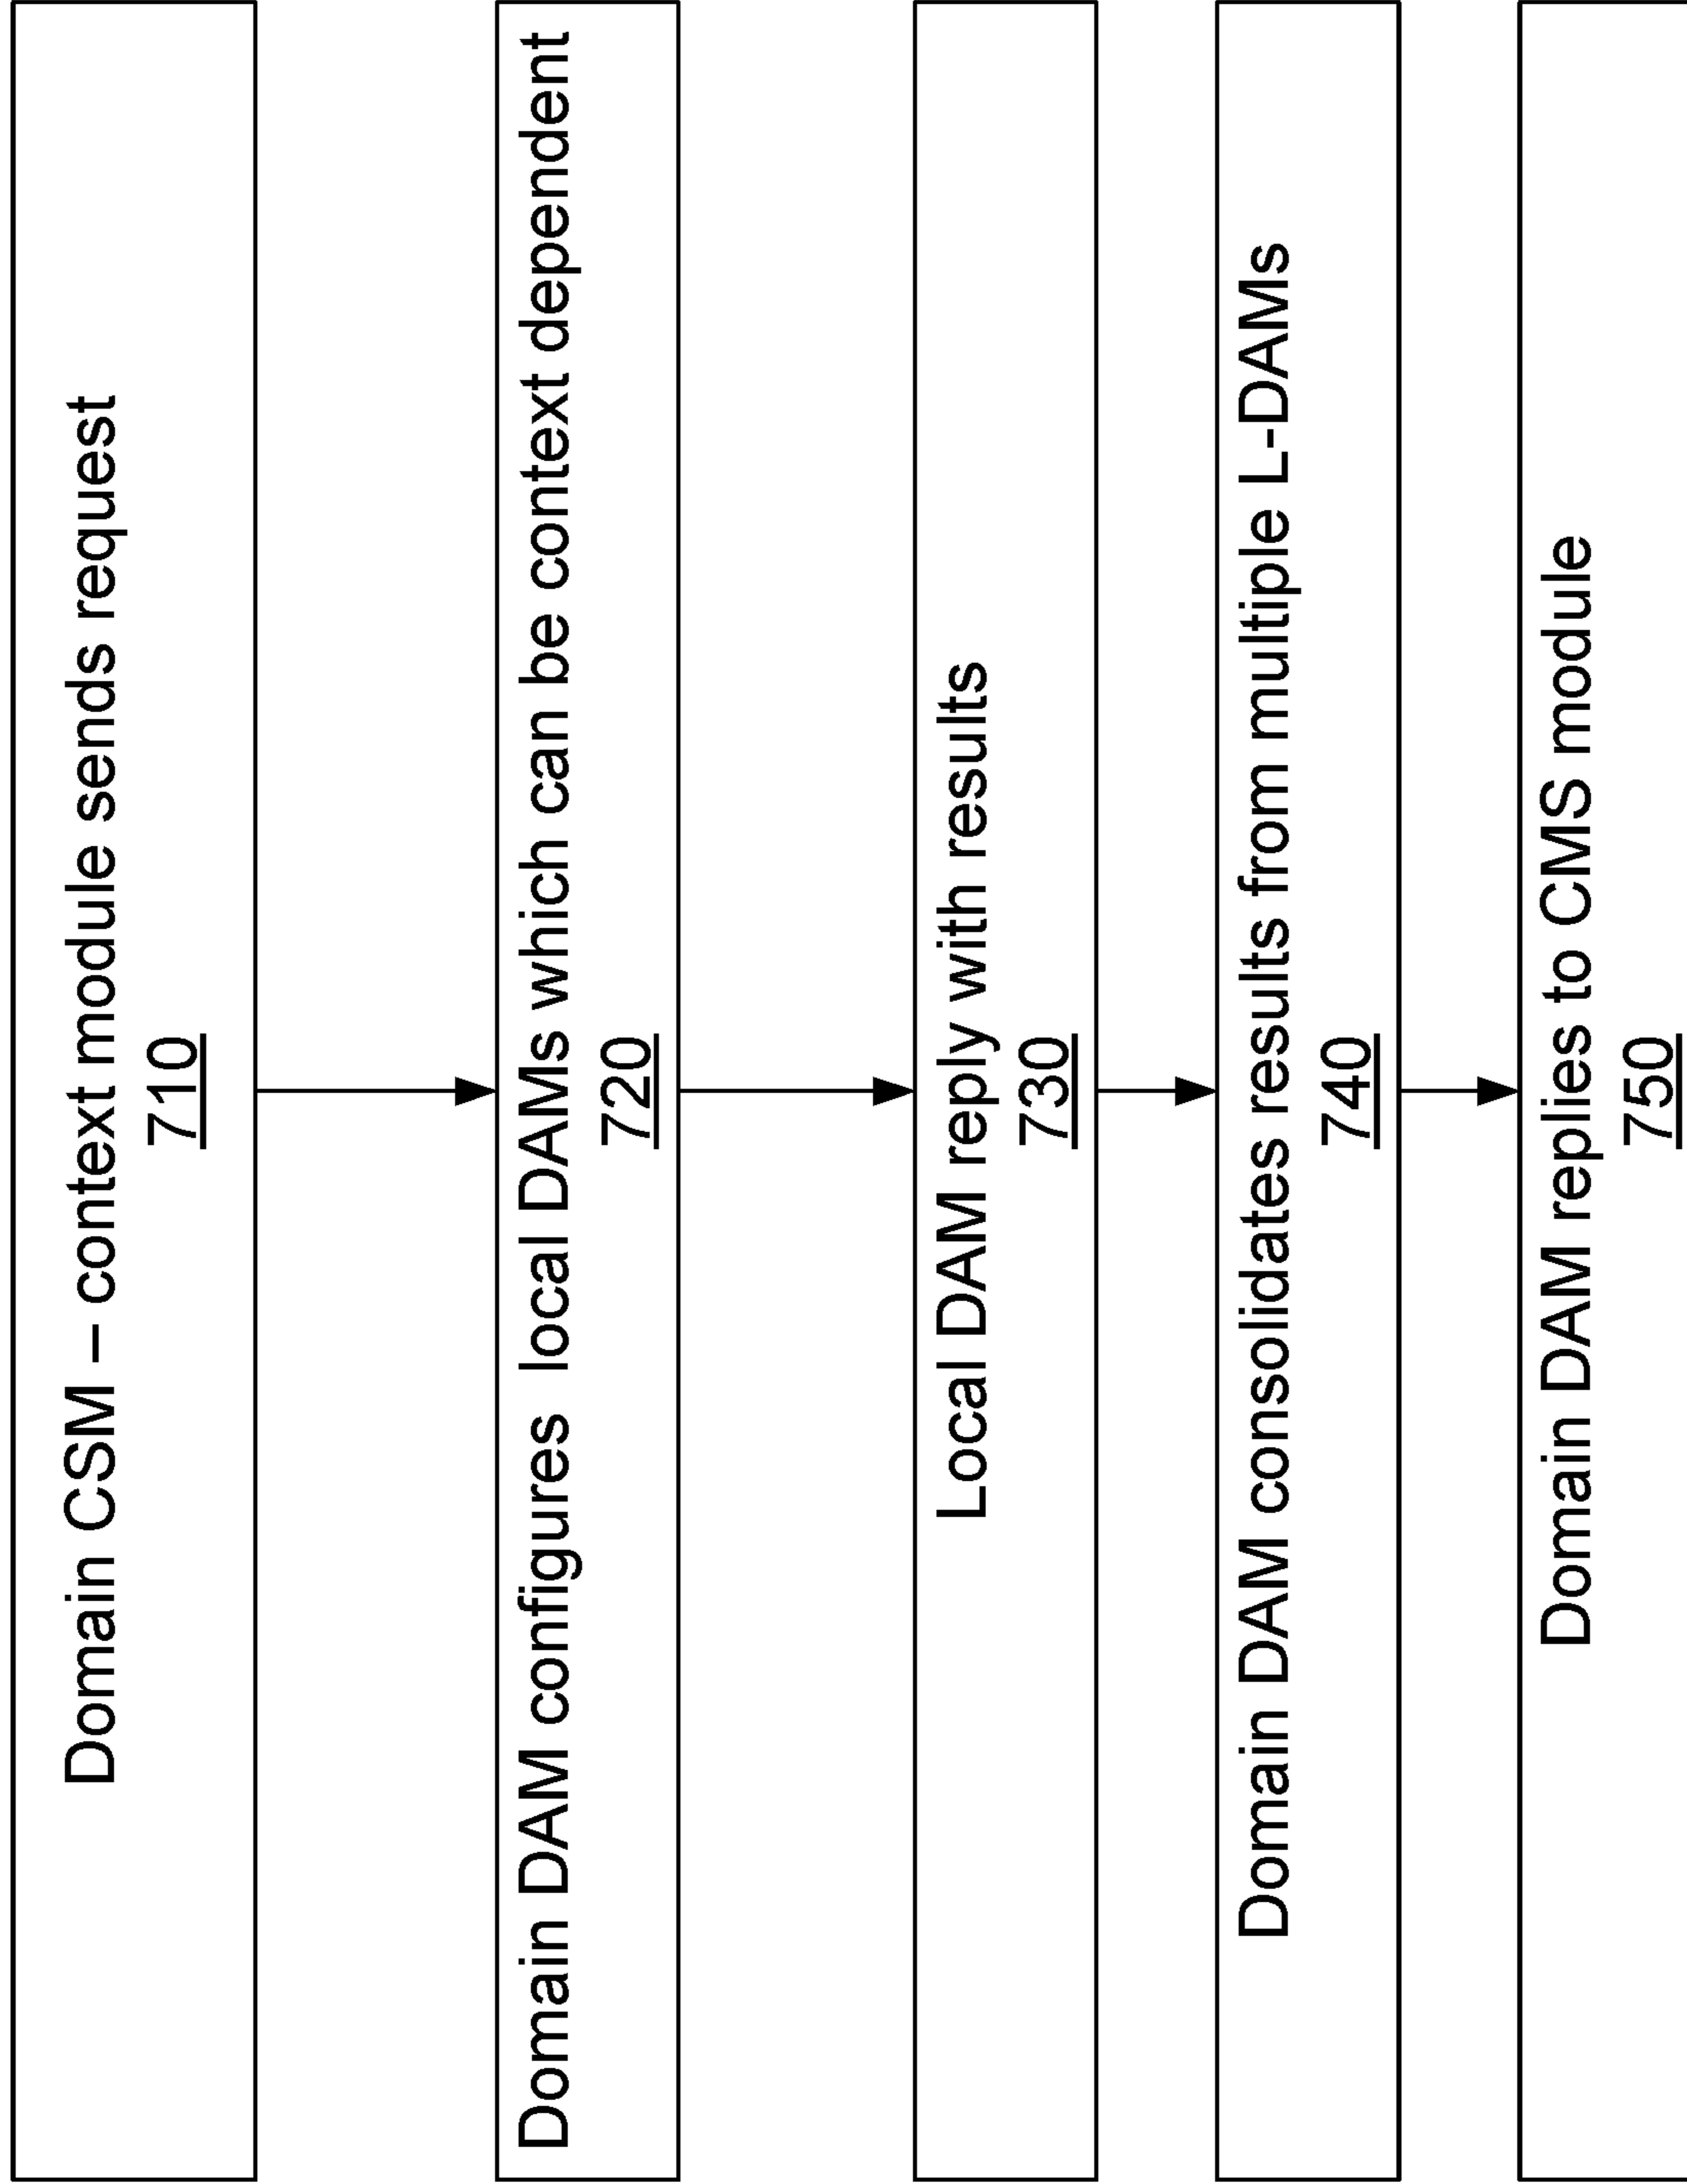 Domain CSM – context module sends request
710
Domain DAM configures local DAMs which can be context dependent
720
Local DAM reply with results
730
Domain DAM consolidates results from multiple L-DAMs
740
Domain DAM replies to CMS module
750